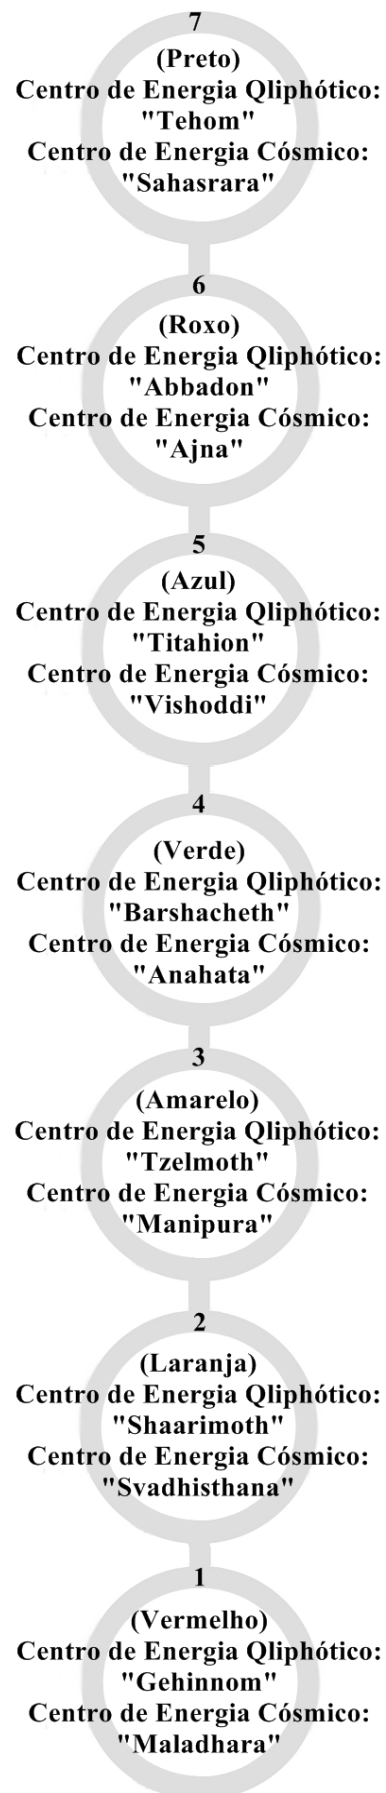 7
(Preto)
Centro de Energia Qliphótico:
"Tehom"
Centro de Energia Cósmico:
"Sahasrara"
6
(Roxo)
Centro de Energia Qliphótico:
"Abbadon"
Centro de Energia Cósmico:
"Ajna"
5
(Azul)
Centro de Energia Qliphótico:
"Titahion"
Centro de Energia Cósmico:
"Vishoddi"
4
(Verde)
Centro de Energia Qliphótico:
"Barshacheth"
Centro de Energia Cósmico:
"Anahata"
3
(Amarelo)
Centro de Energia Qliphótico:
"Tzelmoth"
Centro de Energia Cósmico:
"Manipura"
2
(Laranja)
Centro de Energia Qliphótico:
"Shaarimoth"
Centro de Energia Cósmico:
"Svadhisthana"
1
(Vermelho)
Centro de Energia Qliphótico:
"Gehinnom"
Centro de Energia Cósmico:
"Maladhara"